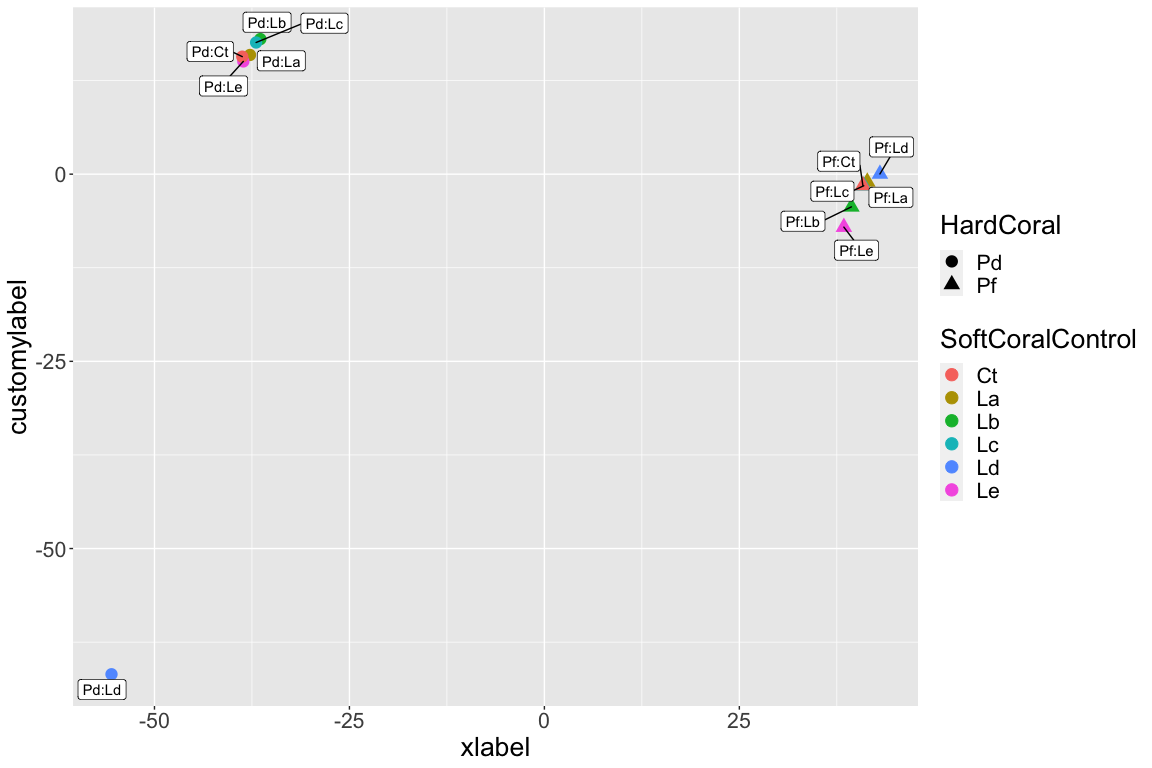 Pd:Lb
Pd:Lc
Pd:Ct
Pd:La
Pd:Le
Pf:Ld
Pf:Ct
Pf:Lc
Pf:La
Pf:Lb
Pf:Le
Pd:Ld
0
-25
-50
customylabel
-50
-25
0
25
xlabel
HardCoral
Pd
Pf
SoftCoralControl
Ct
La
Lb
Lc
Ld
Le